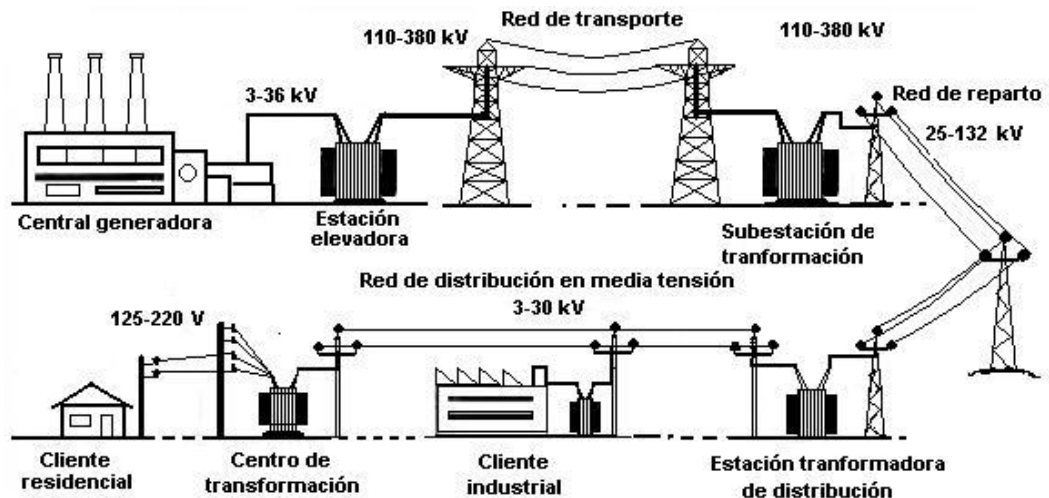 Red de transporte
110-380 kV
110-380 kV
3-36 kV
Red de reparto
25-132 kV
Central generadora
Estación
elevadora
Subestación de
tranformación
Red de distribución en media tensión
3-30 kV
125-220 V
Cliente
residencial
Centro de
transformación
Cliente
industrial
Estación tranformadora
de distribución